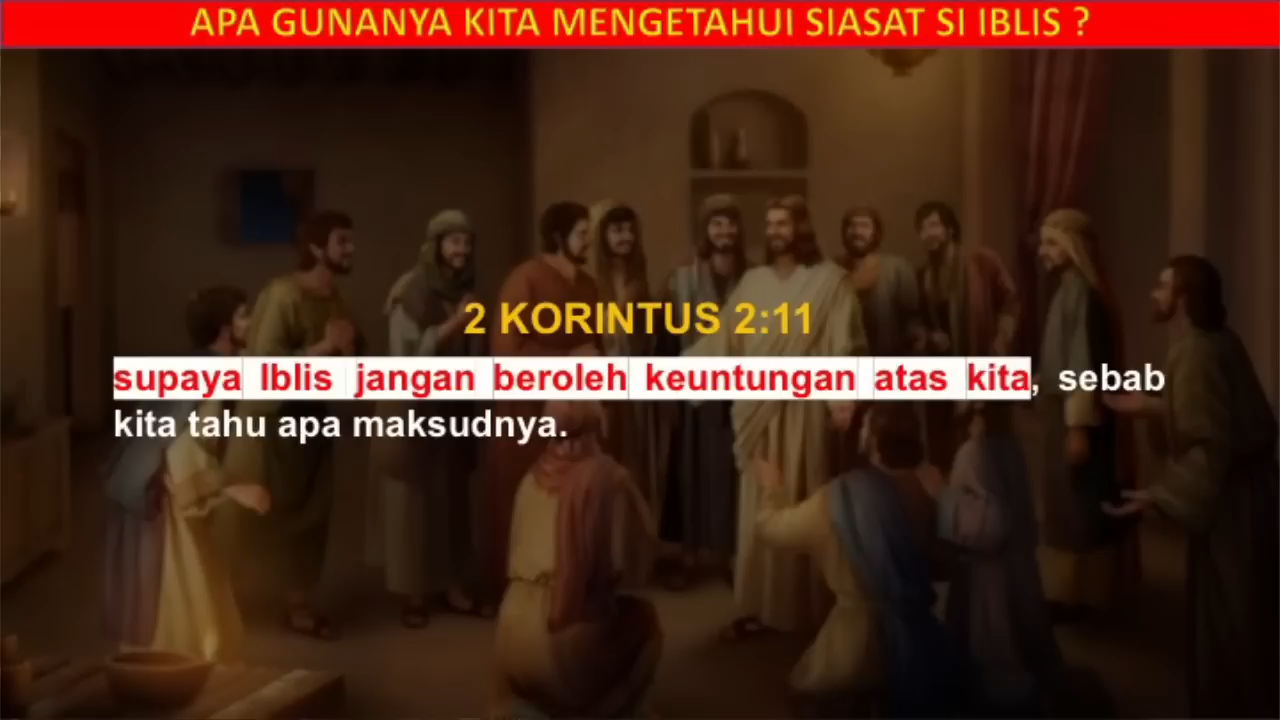 APA GUNANYA KITA MENGETAHUI SIASAT SI IBLIS ?
2 KORINTUS 2:11
supaya Iblis jangan beroleh keuntungan atas kita, sebab
kita tahu apa maksudnya.